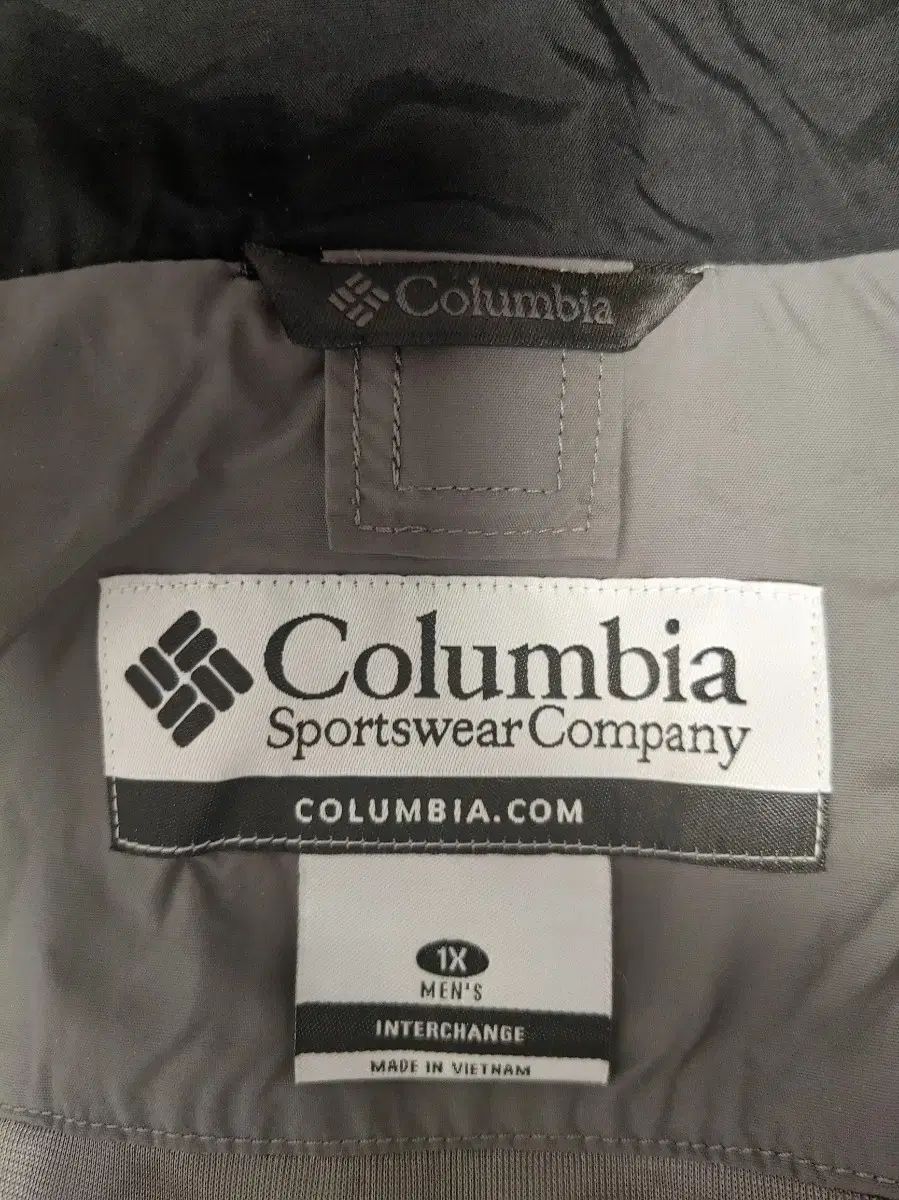 Columbia
Columbia
Sportswear Company
COLUMBIA.COM
1X
MEN'S
INTERCHANGE
MADE IN VIETNAM